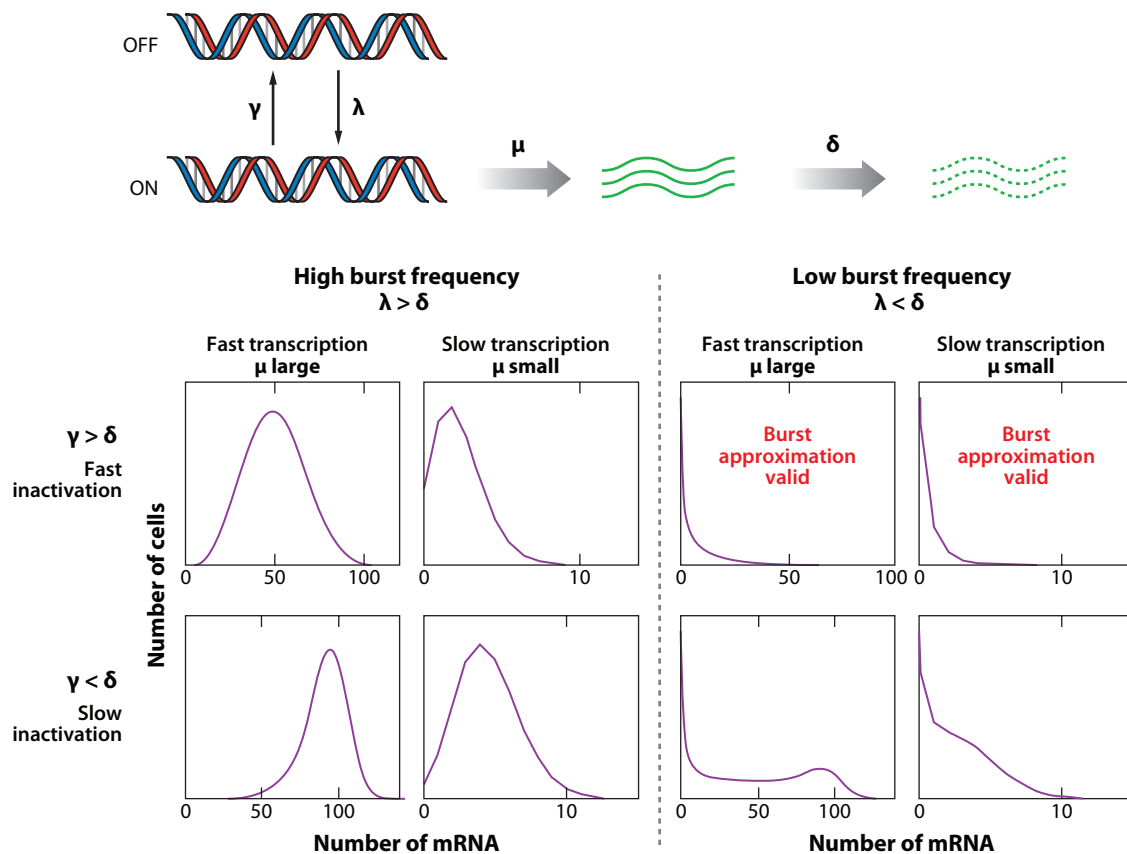 OFF
γ
λ
ON
μ
δ
High burst frequency
λ > δ
Low burst frequency
λ < δ
Fast transcription
μ large
Slow transcription
μ small
Fast transcription
μ large
Slow transcription
μ small
γ > δ
Fast
inactivation
Burst
approximation
valid
Burst
approximation
valid
0
50
100
0
10
0
50
100
0
10
Number of cells
γ < δ
Slow
inactivation
0
50
100
0
10
0
50
100
0
10
Number of mRNA
Number of mRNA